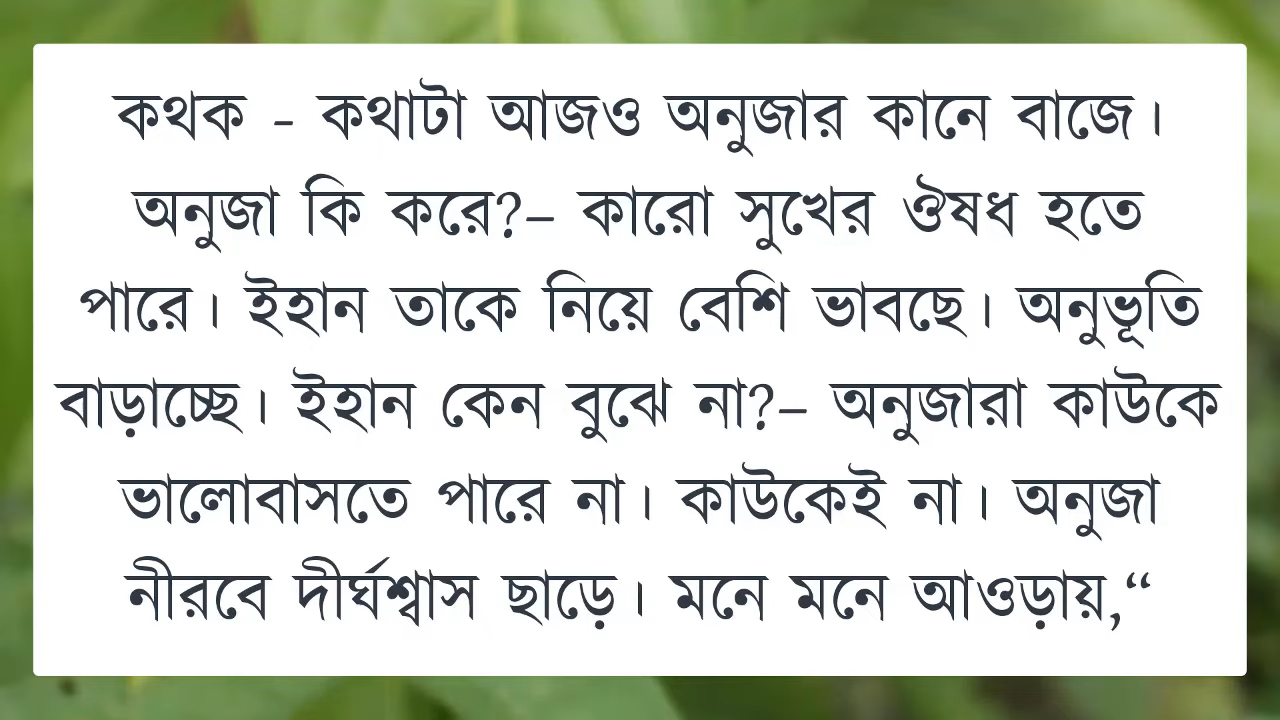 কথক - কথাটা আজও অনুজার কানে বাজে।
অনুজা কি করে?– কারো সুখের ঔষধ হতে
পারে। ইহান তাকে নিয়ে বেশি ভাবছে। অনুভূতি
বাড়াচ্ছে। ইহান কেন বুঝে না?– অনুজারা কাউকে
ভালোবাসতে পারে না। কাউকেই না। অনুজা
নীরবে দীর্ঘশ্বাস ছাড়ে। মনে মনে আওড়ায়,“